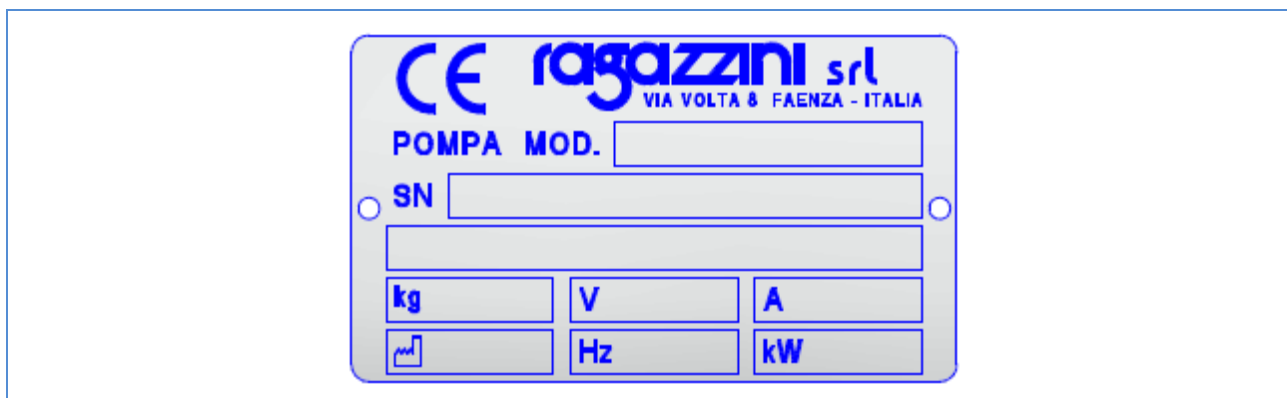 CE ragazzini srl
VIA VOLTA 8 FAENZA - ITALIA
POMPA MOD.
SN
kg V A
Hz kW